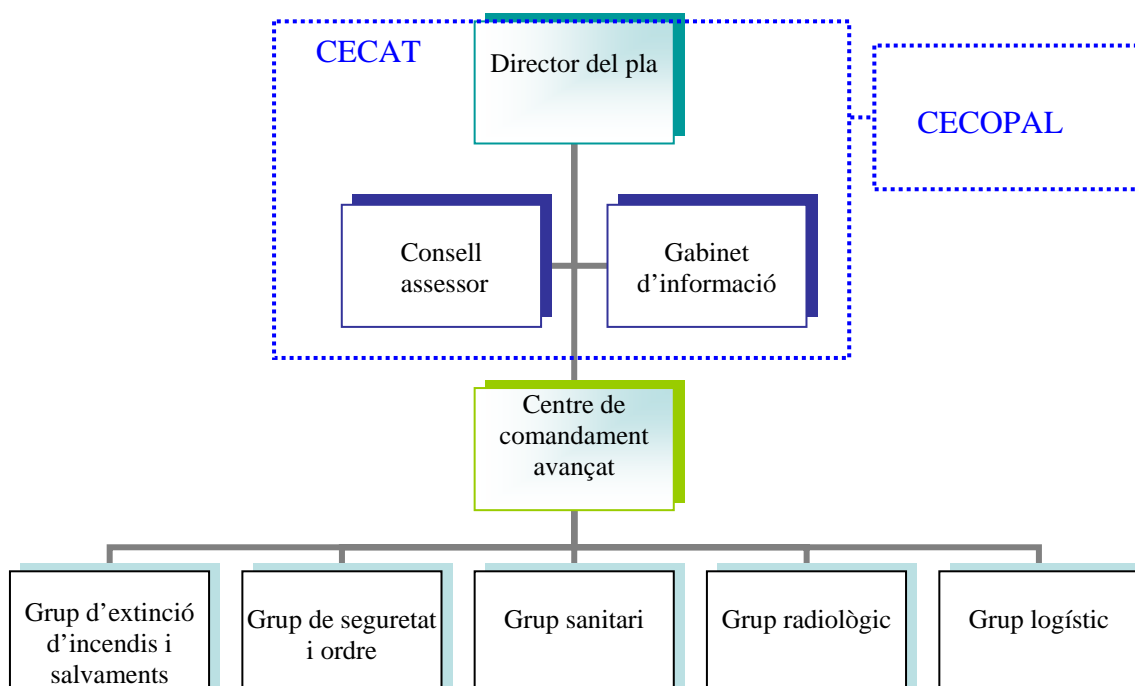 CECAT
Director del pla
CECOPAL
Consell
assessor
Gabinet
d’informació
Centre de
comandament
avançat
Grup d’extinció
d’incendis i
salvaments
Grup de seguretat
i ordre
Grup sanitari
Grup radiològic
Grup logístic